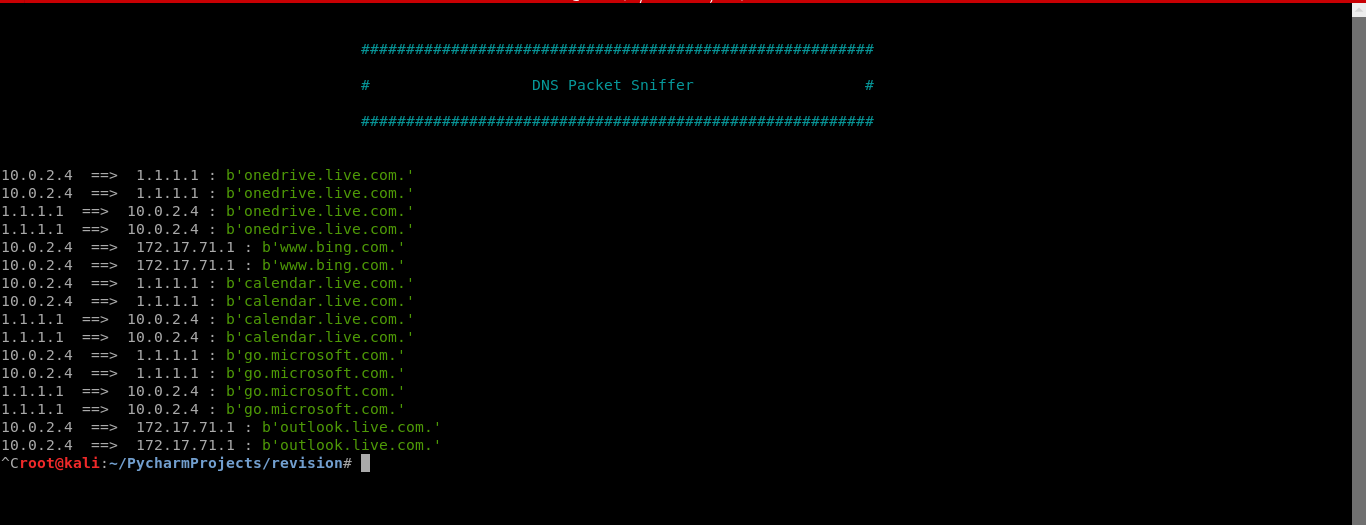 #########################################################
# DNS Packet Sniffer #
#########################################################
10.0.2.4 ==> 1.1.1.1 : b'onedrive.live.com.'
10.0.2.4 ==> 1.1.1.1 : b'onedrive.live.com.'
1.1.1.1 ==> 10.0.2.4 : b'onedrive.live.com.'
1.1.1.1 ==> 10.0.2.4 : b'onedrive.live.com.'
10.0.2.4 ==> 172.17.71.1 : b'www.bing.com.'
10.0.2.4 ==> 172.17.71.1 : b'www.bing.com.'
10.0.2.4 ==> 1.1.1.1 : b'calendar.live.com.'
10.0.2.4 ==> 1.1.1.1 : b'calendar.live.com.'
1.1.1.1 ==> 10.0.2.4 : b'calendar.live.com.'
1.1.1.1 ==> 10.0.2.4 : b'calendar.live.com.'
10.0.2.4 ==> 1.1.1.1 : b'go.microsoft.com.'
10.0.2.4 ==> 1.1.1.1 : b'go.microsoft.com.'
1.1.1.1 ==> 10.0.2.4 : b'go.microsoft.com.'
1.1.1.1 ==> 10.0.2.4 : b'go.microsoft.com.'
10.0.2.4 ==> 172.17.71.1 : b'outlook.live.com.'
10.0.2.4 ==> 172.17.71.1 : b'outlook.live.com.'
^Croot@kali:~/PycharmProjects/revision#